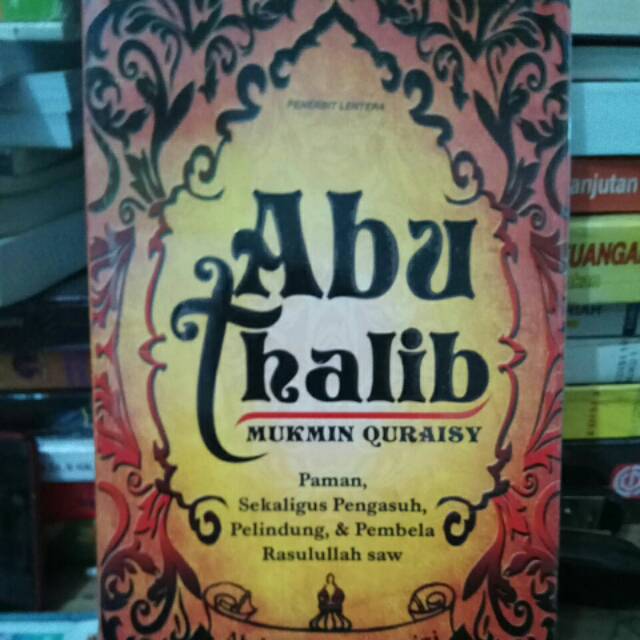 PENERBIT LENTERA
Abu
Thalib
MUKMIN QURAISY
Paman,
Sekaligus Pengasuh,
Pelindung, & Pembela
Rasulullah saw
anjutan
UANGA